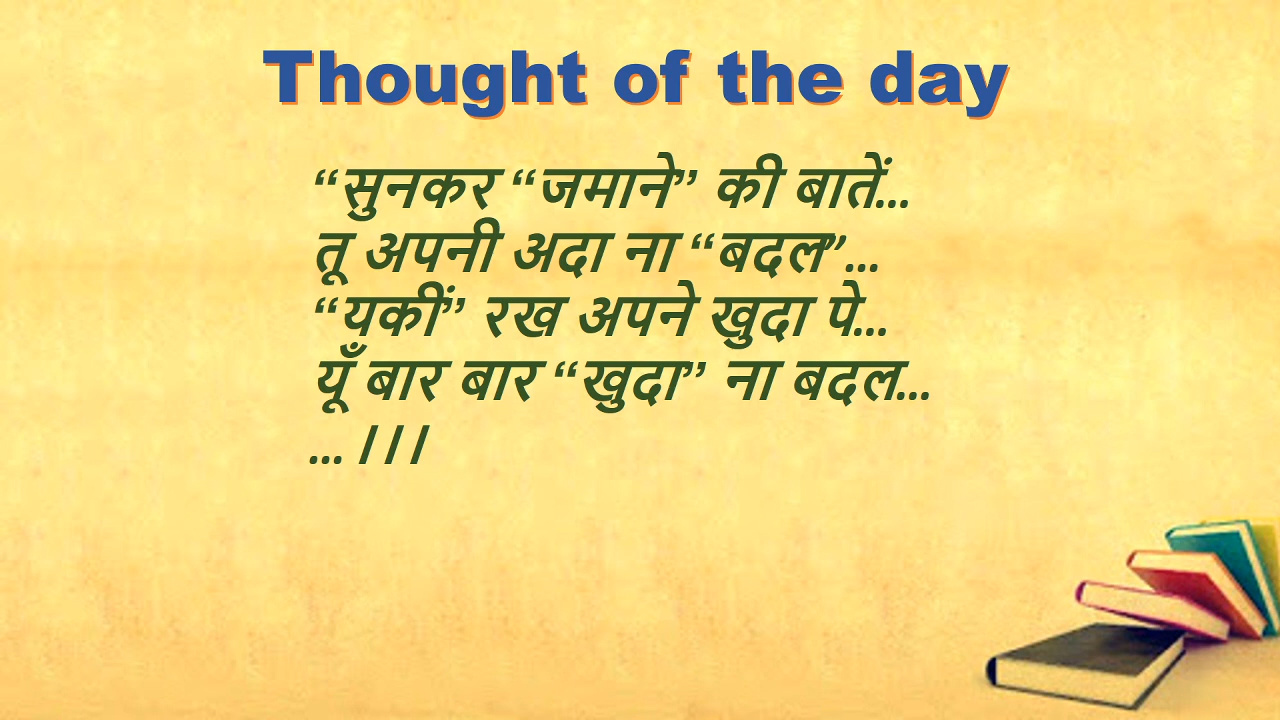 Thought of the day
“सुनकर “जमाने” की बातें...
तू अपनी अदा ना “बदल”...
“यकीं” रख अपने खुदा पे...
यूँ बार बार “खुदा” ना बदल...
... ।।।